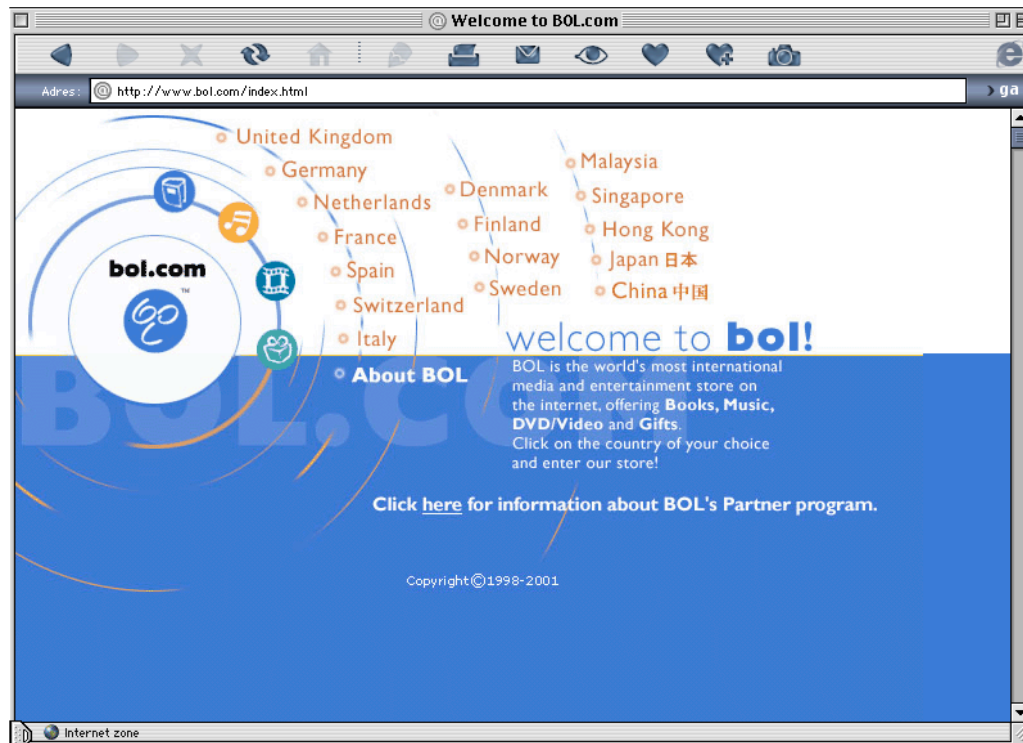 @ Welcome to BOL.com
Adres: @ http://www.bol.com/index.html
ga
United Kingdom
Germany
Netherlands
France
Spain
Switzerland
Italy
About BOL
Denmark
Finland
Norway
Sweden
Malaysia
Singapore
Hong Kong
Japan 日本
China 中国
bol.com
™
BOL.COM
welcome to bol!
BOL is the world's most international
media and entertainment store on
the internet, offering Books, Music,
DVD/Video and Gifts.
Click on the country of your choice
and enter our store!
Click here for information about BOL's Partner program.
Copyright©1998-2001
Internet zone